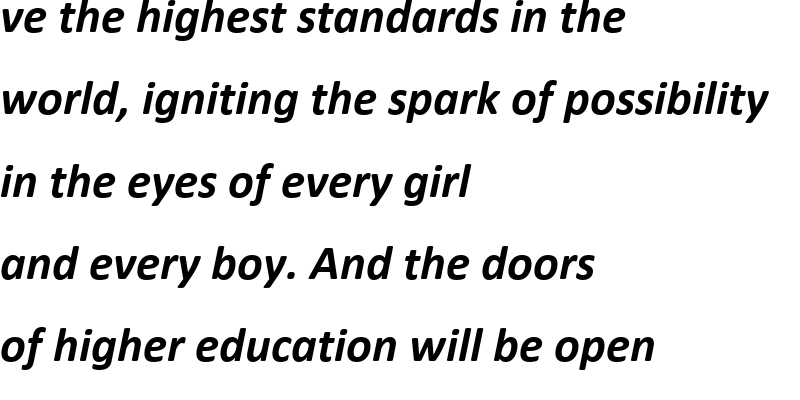 ve the highest standards in the
world, igniting the spark of possibility
in the eyes of every girl
and every boy. And the doors
of higher education will be open